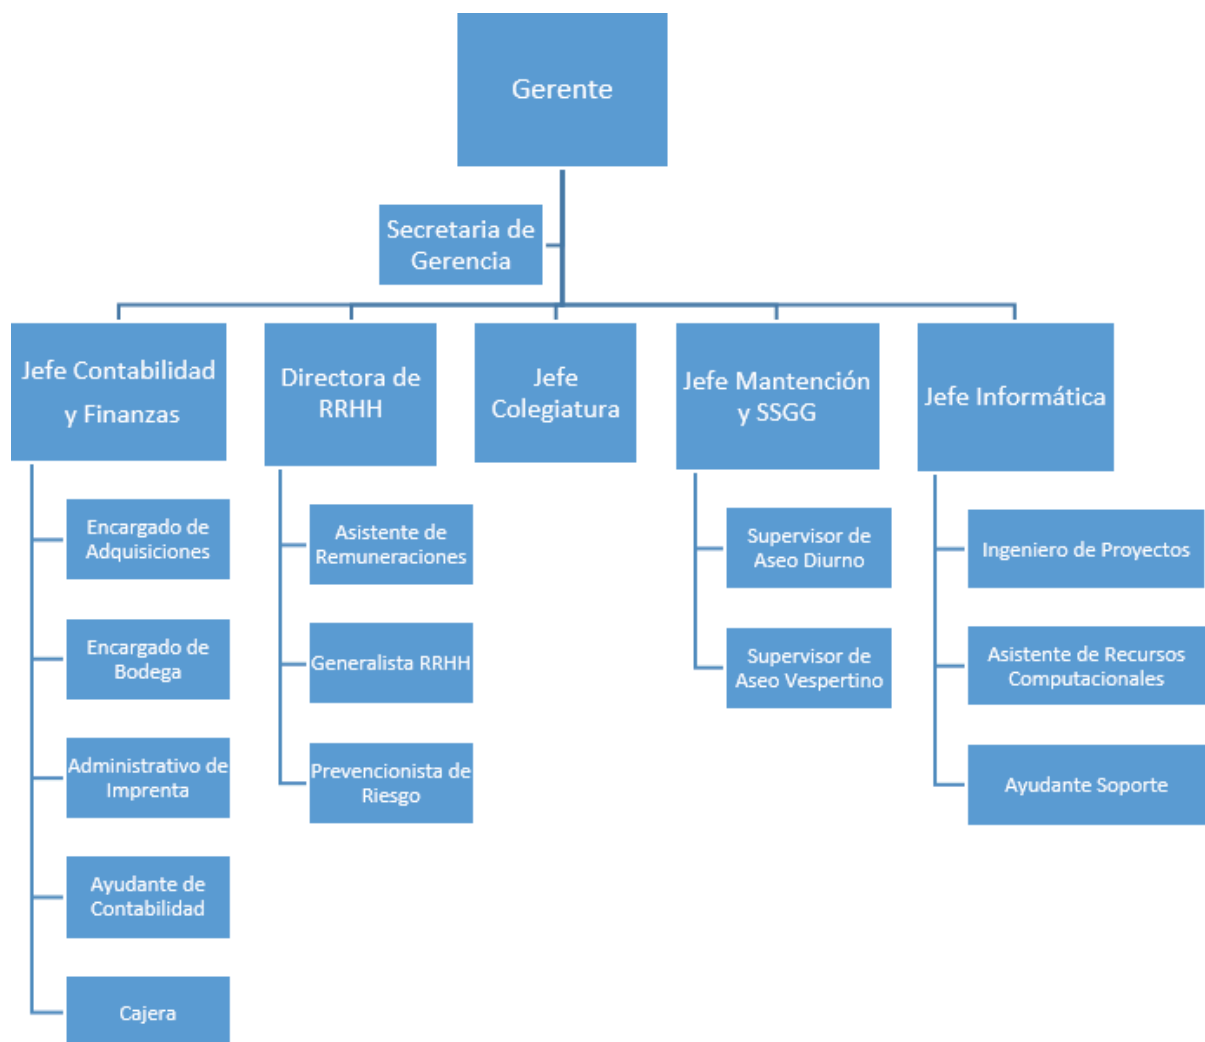 Gerente
Secretaria de
Gerencia
Jefe Contabilidad
y Finanzas
Directora de
RRHH
Jefe
Colegiatura
Jefe Mantención
y SSGG
Jefe Informática
Encargado de
Adquisiciones
Encargado de
Bodega
Administrativo de
Imprenta
Ayudante de
Contabilidad
Cajera
Asistente de
Remuneraciones
Generalista RRHH
Prevencionista de
Riesgo
Supervisor de
Aseo Diurno
Supervisor de
Aseo Vespertino
Ingeniero de Proyectos
Asistente de Recursos
Computacionales
Ayudante Soporte